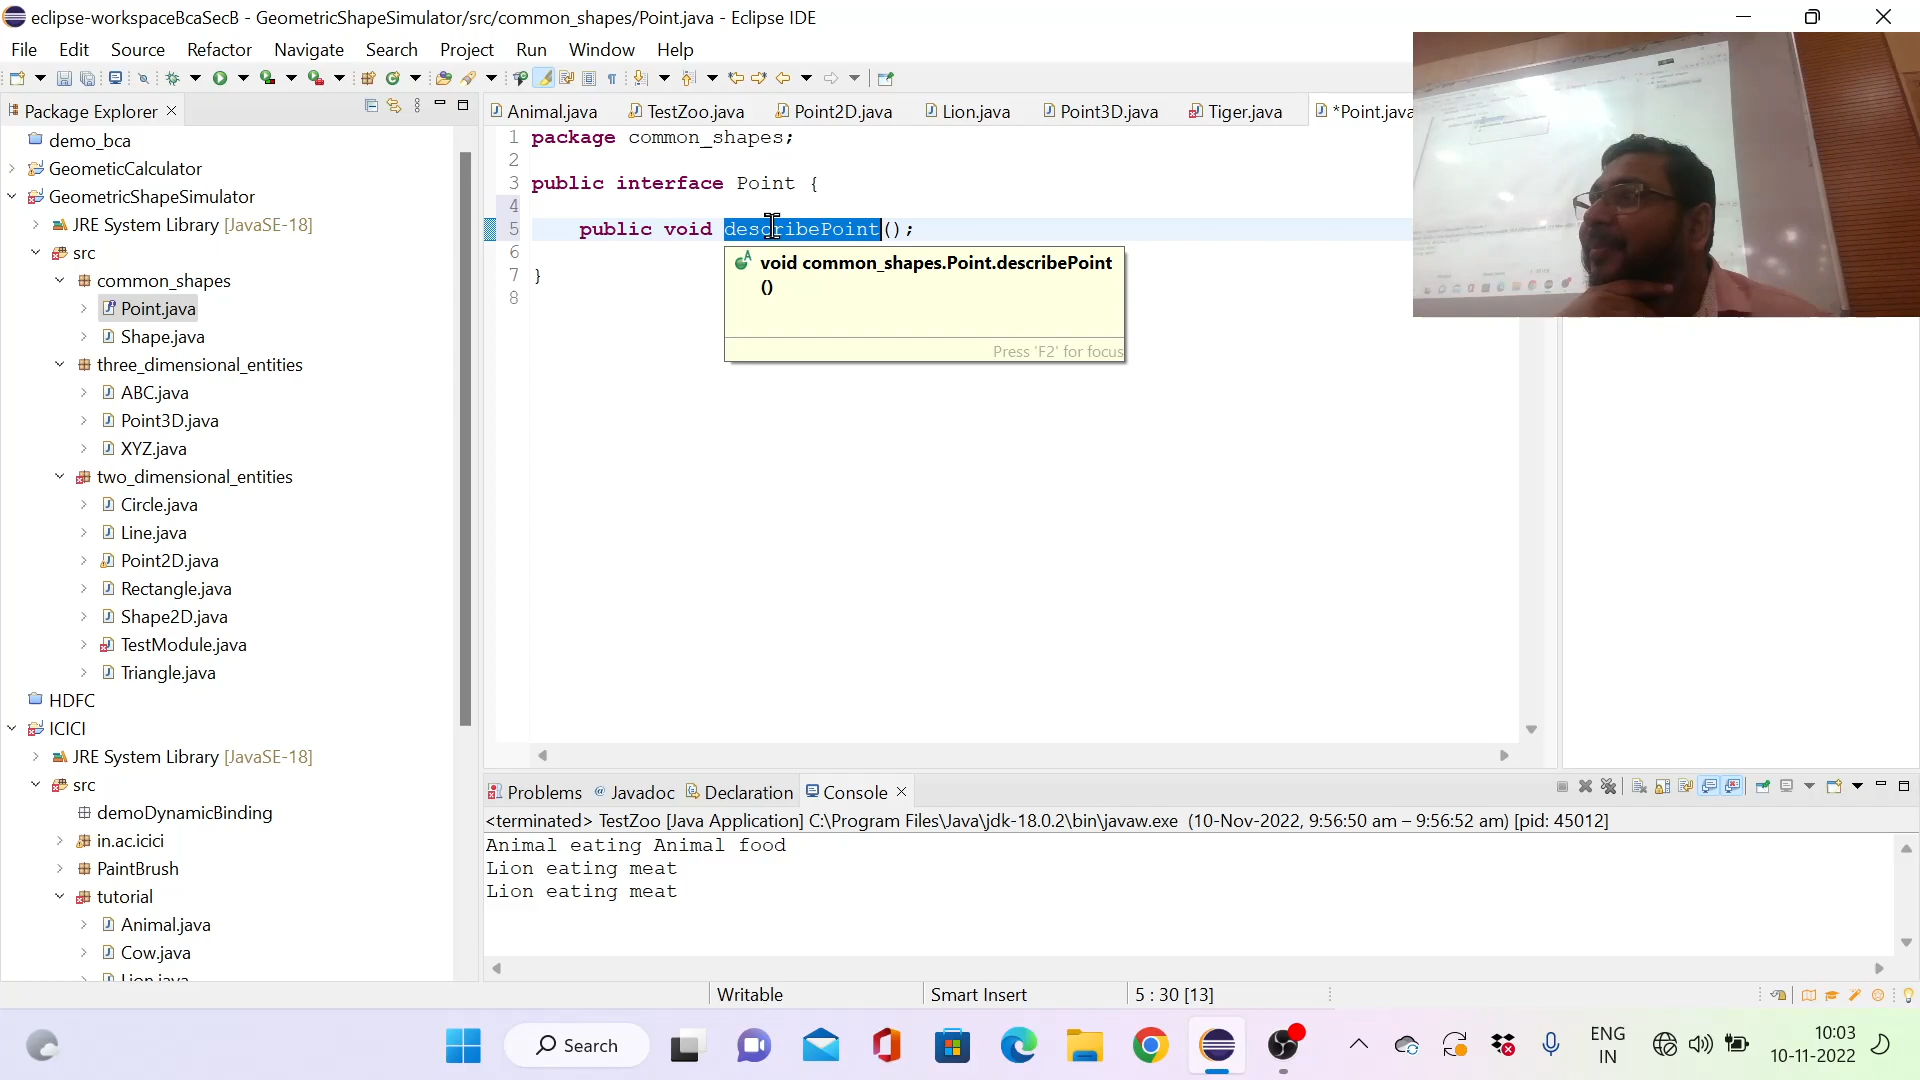 eclipse-workspaceBcaSecB - GeometricShapeSimulator/src/common_shapes/Point.java - Eclipse IDE
File Edit Source Refactor Navigate Search Project Run Window Help
Package Explorer
demo_bca
GeometicCalculator
GeometricShapeSimulator
JRE System Library [JavaSE-18]
src
common_shapes
Point.java
Shape.java
three_dimensional_entities
ABC.java
Point3D.java
XYZ.java
two_dimensional_entities
Circle.java
Line.java
Point2D.java
Rectangle.java
Shape2D.java
TestModule.java
Triangle.java
HDFC
ICICI
JRE System Library [JavaSE-18]
src
demoDynamicBinding
in.ac.icici
PaintBrush
tutorial
Animal.java
Cow.java
Lion.java
Animal.java TestZoo.java Point2D.java Lion.java Point3D.java Tiger.java *Point.java
1 package common_shapes;
2
3 public interface Point {
4
5 public void describePoint();
6
7 }
8
void common_shapes.Point.describePoint
()
Press 'F2' for focus
Problems @ Javadoc Declaration Console
<terminated> TestZoo [Java Application] C:\Program Files\Java\jdk-18.0.2\bin\javaw.exe (10-Nov-2022, 9:56:50 am – 9:56:52 am) [pid: 45012]
Animal eating Animal food
Lion eating meat
Lion eating meat
Writable Smart Insert 5 : 30 [13]
Search
ENG
IN
10:03
10-11-2022